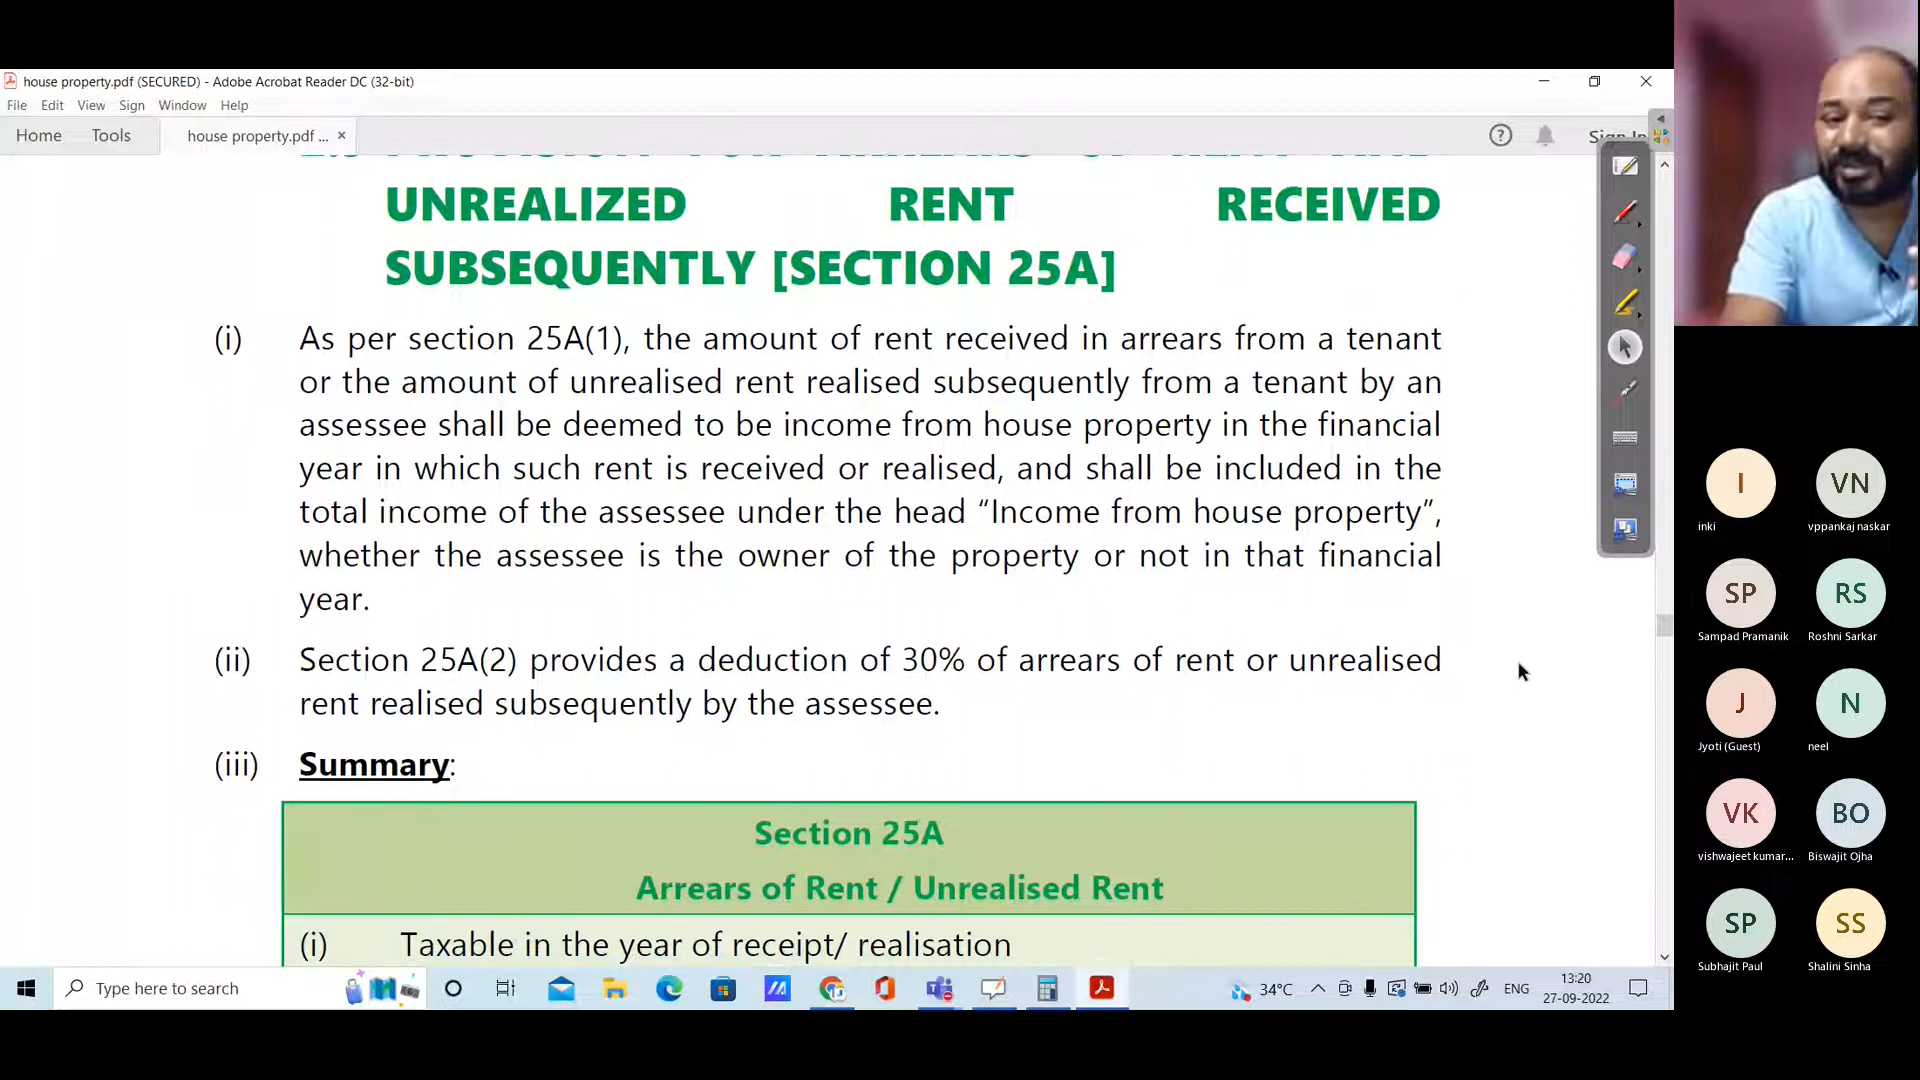 house property.pdf (SECURED) - Adobe Acrobat Reader DC (32-bit)
File Edit View Sign Window Help
Home Tools house property.pdf ... × Sign In
UNREALIZED RENT RECEIVED
SUBSEQUENTLY [SECTION 25A]
(i) As per section 25A(1), the amount of rent received in arrears from a tenant
or the amount of unrealised rent realised subsequently from a tenant by an
assessee shall be deemed to be income from house property in the financial
year in which such rent is received or realised, and shall be included in the
total income of the assessee under the head “Income from house property”,
whether the assessee is the owner of the property or not in that financial
year.
(ii) Section 25A(2) provides a deduction of 30% of arrears of rent or unrealised
rent realised subsequently by the assessee.
(iii) Summary:
Section 25A
Arrears of Rent / Unrealised Rent
(i) Taxable in the year of receipt/ realisation
Type here to search
34°C
ENG
13:20
27-09-2022
I
inki
VN
vppankaj naskar
SP
Sampad Pramanik
RS
Roshni Sarkar
J
Jyoti (Guest)
N
neel
VK
vishwajeet kumar...
BO
Biswajit Ojha
SP
Subhajit Paul
SS
Shalini Sinha